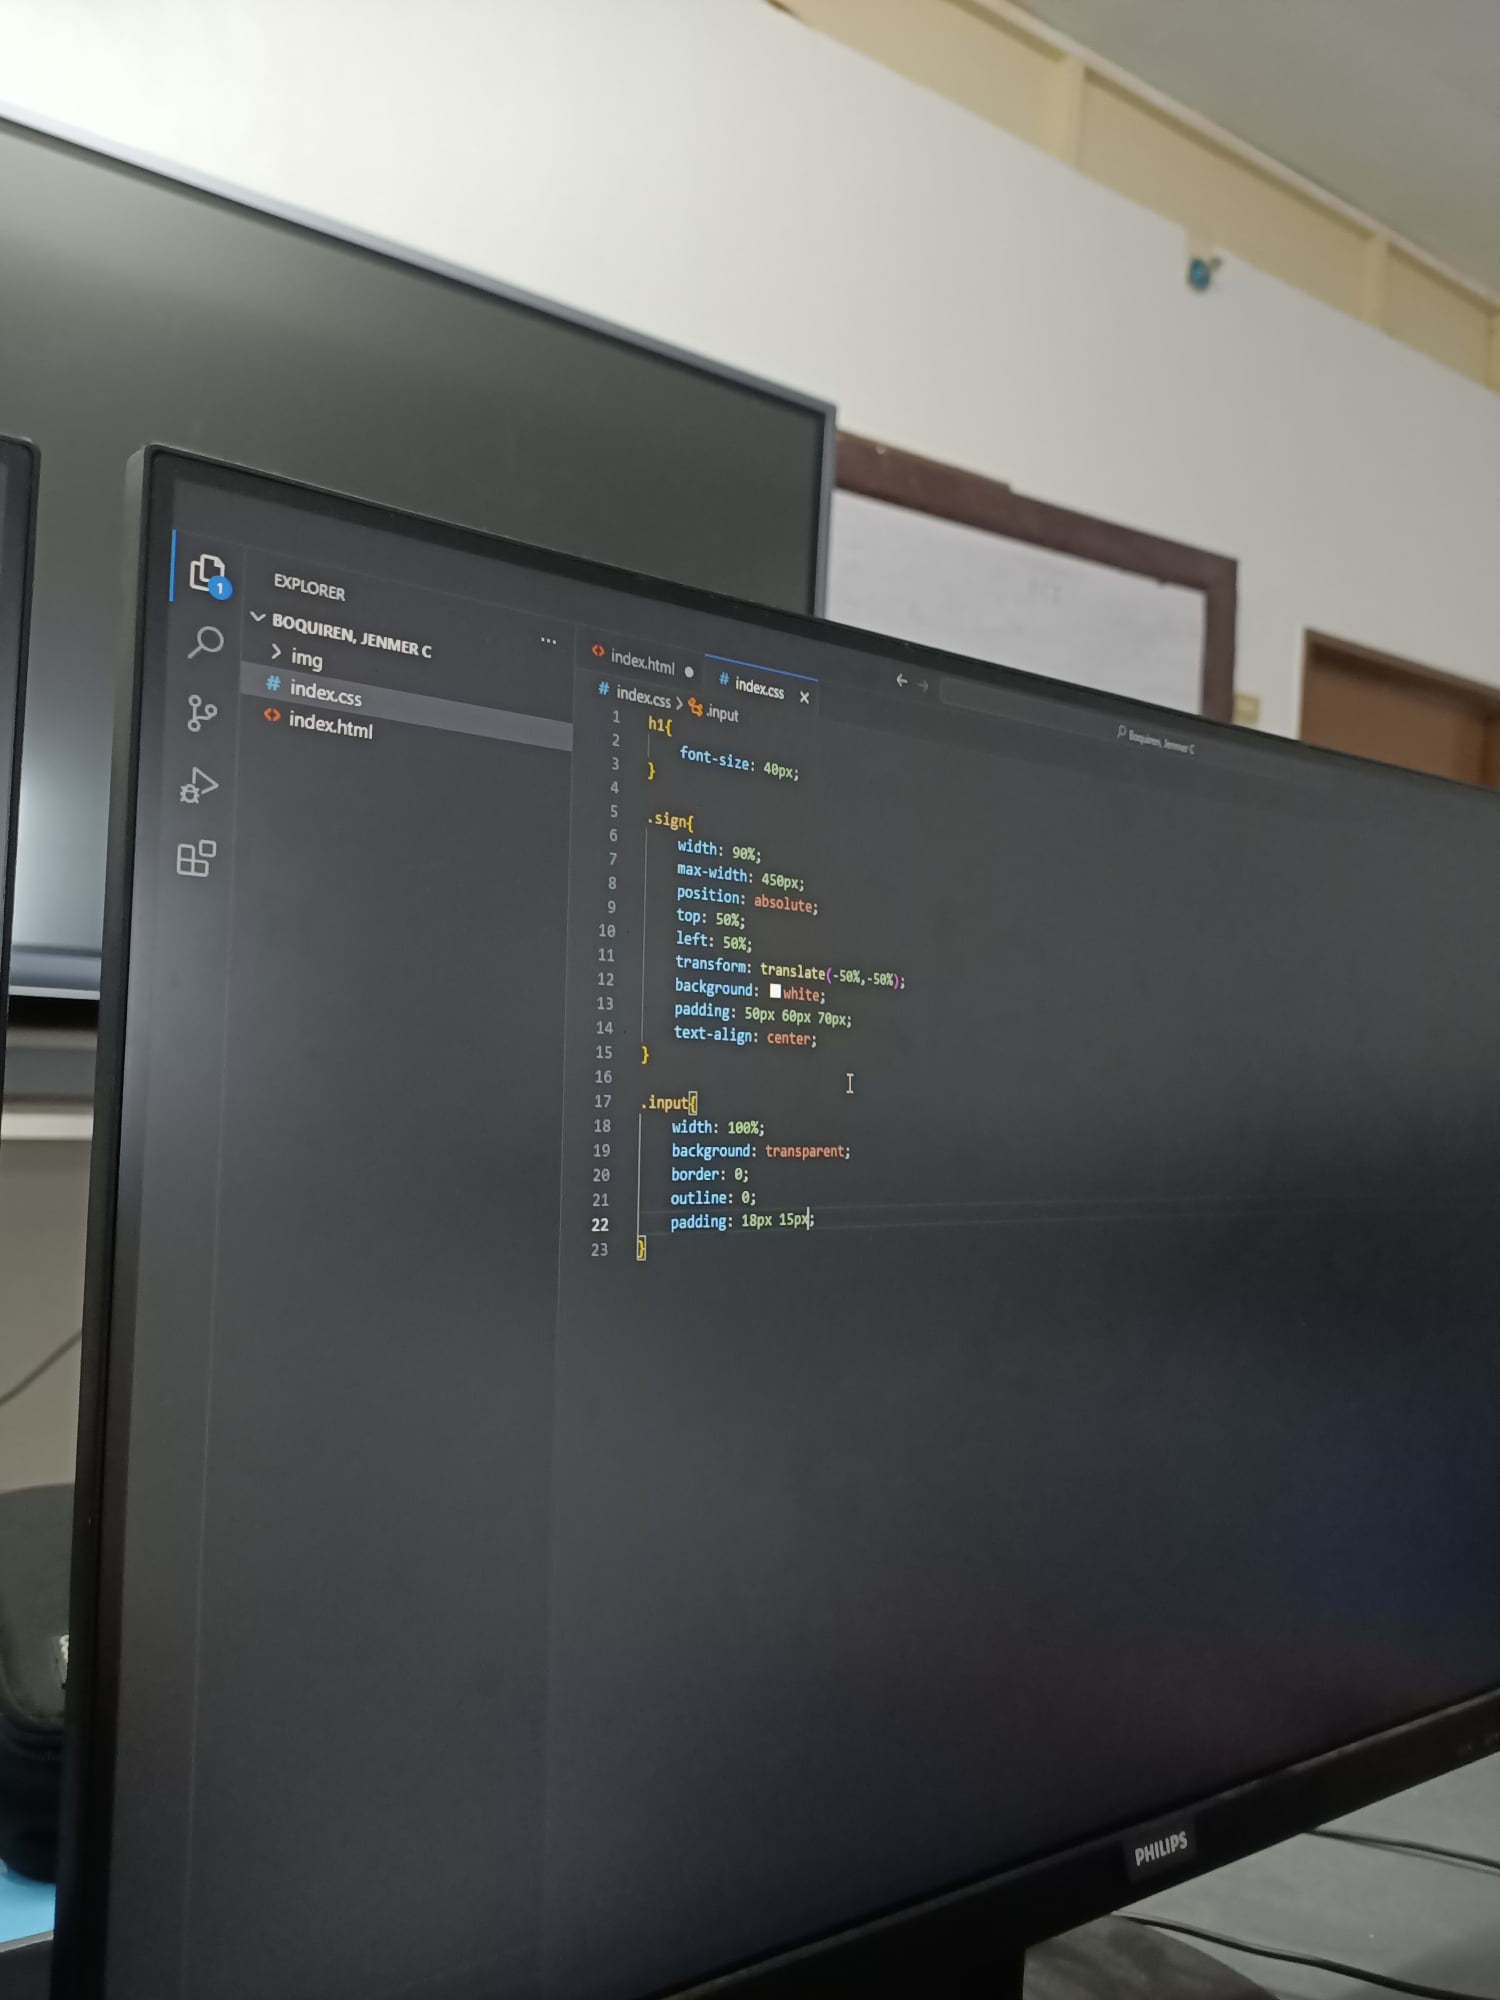 EXPLORER
BOQUIREN, JENMER C
img
index.css
index.html
index.html
index.css
index.css > .input
Boquiren, Jenmer C
1 h1{
2 font-size: 40px;
3 }
4
5 .sign{
6 width: 90%;
7 max-width: 450px;
8 position: absolute;
9 top: 50%;
10 left: 50%;
11 transform: translate(-50%,-50%);
12 background: white;
13 padding: 50px 60px 70px;
14 text-align: center;
15 }
16
17 .input{
18 width: 100%;
19 background: transparent;
20 border: 0;
21 outline: 0;
22 padding: 18px 15px;
23 }
1
PHILIPS